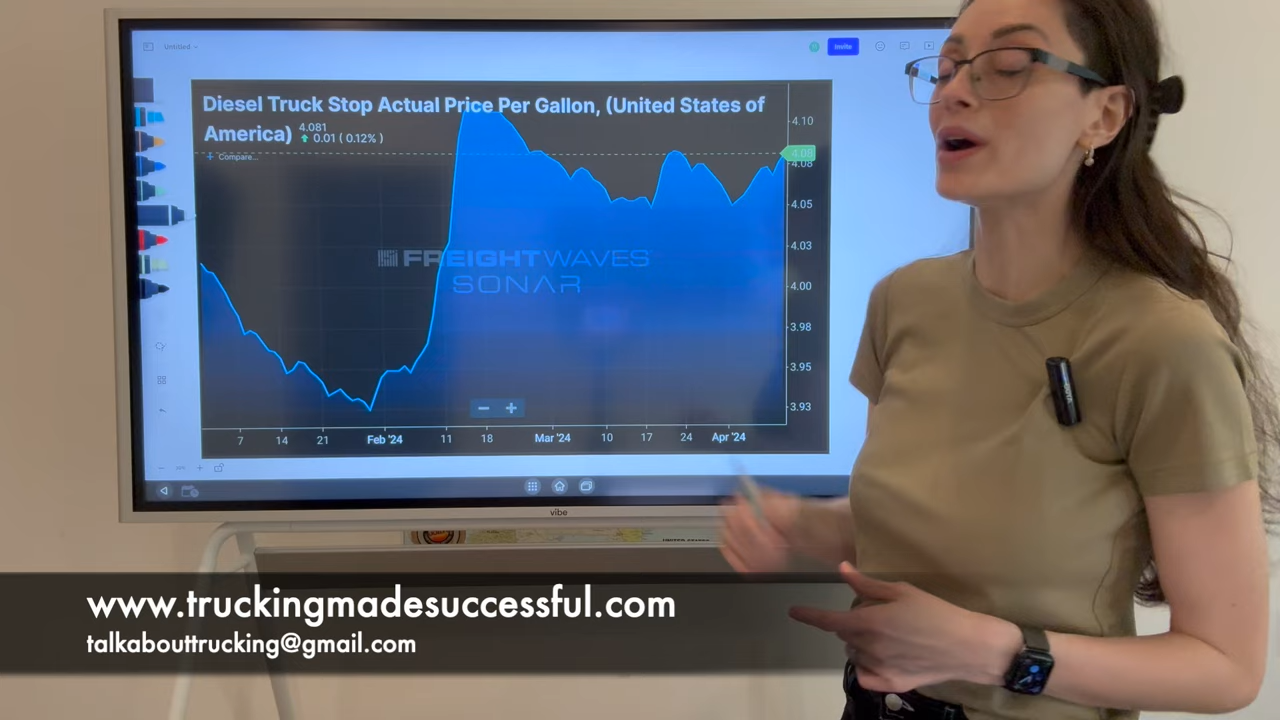 Untitled
Invite
Diesel Truck Stop Actual Price Per Gallon, (United States of
America) 4.081
0.01 ( 0.12% )
+ Compare...
4.10
4.08
4.08
4.05
4.03
FREIGHTWAVES
SONAR
4.00
3.98
3.95
3.93
7 14 21 Feb '24 11 18 Mar '24 10 17 24 Apr '24
vibe
www.truckingmadesuccessful.com
talkabouttrucking@gmail.com